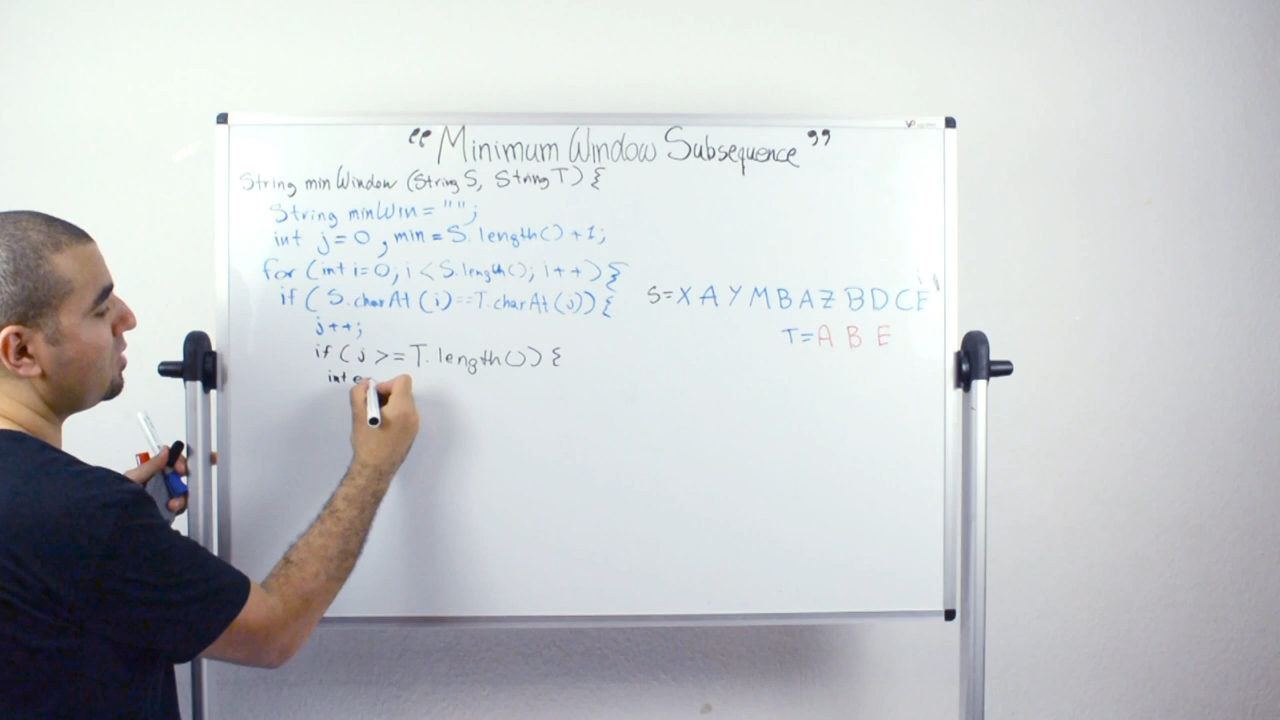 “Minimum Window Subsequence”
String minWindow (String S, String T) {
String minWin = "";
int j=0, min = S.length() + 1;
for (int i=0; i < S.length(); i++) {
if ( S.charAt (i) == T.charAt (j)) {
j++;
if (j >= T.length()) {
int e
S= X A Y M B A Z B D C E
i
T= A B E